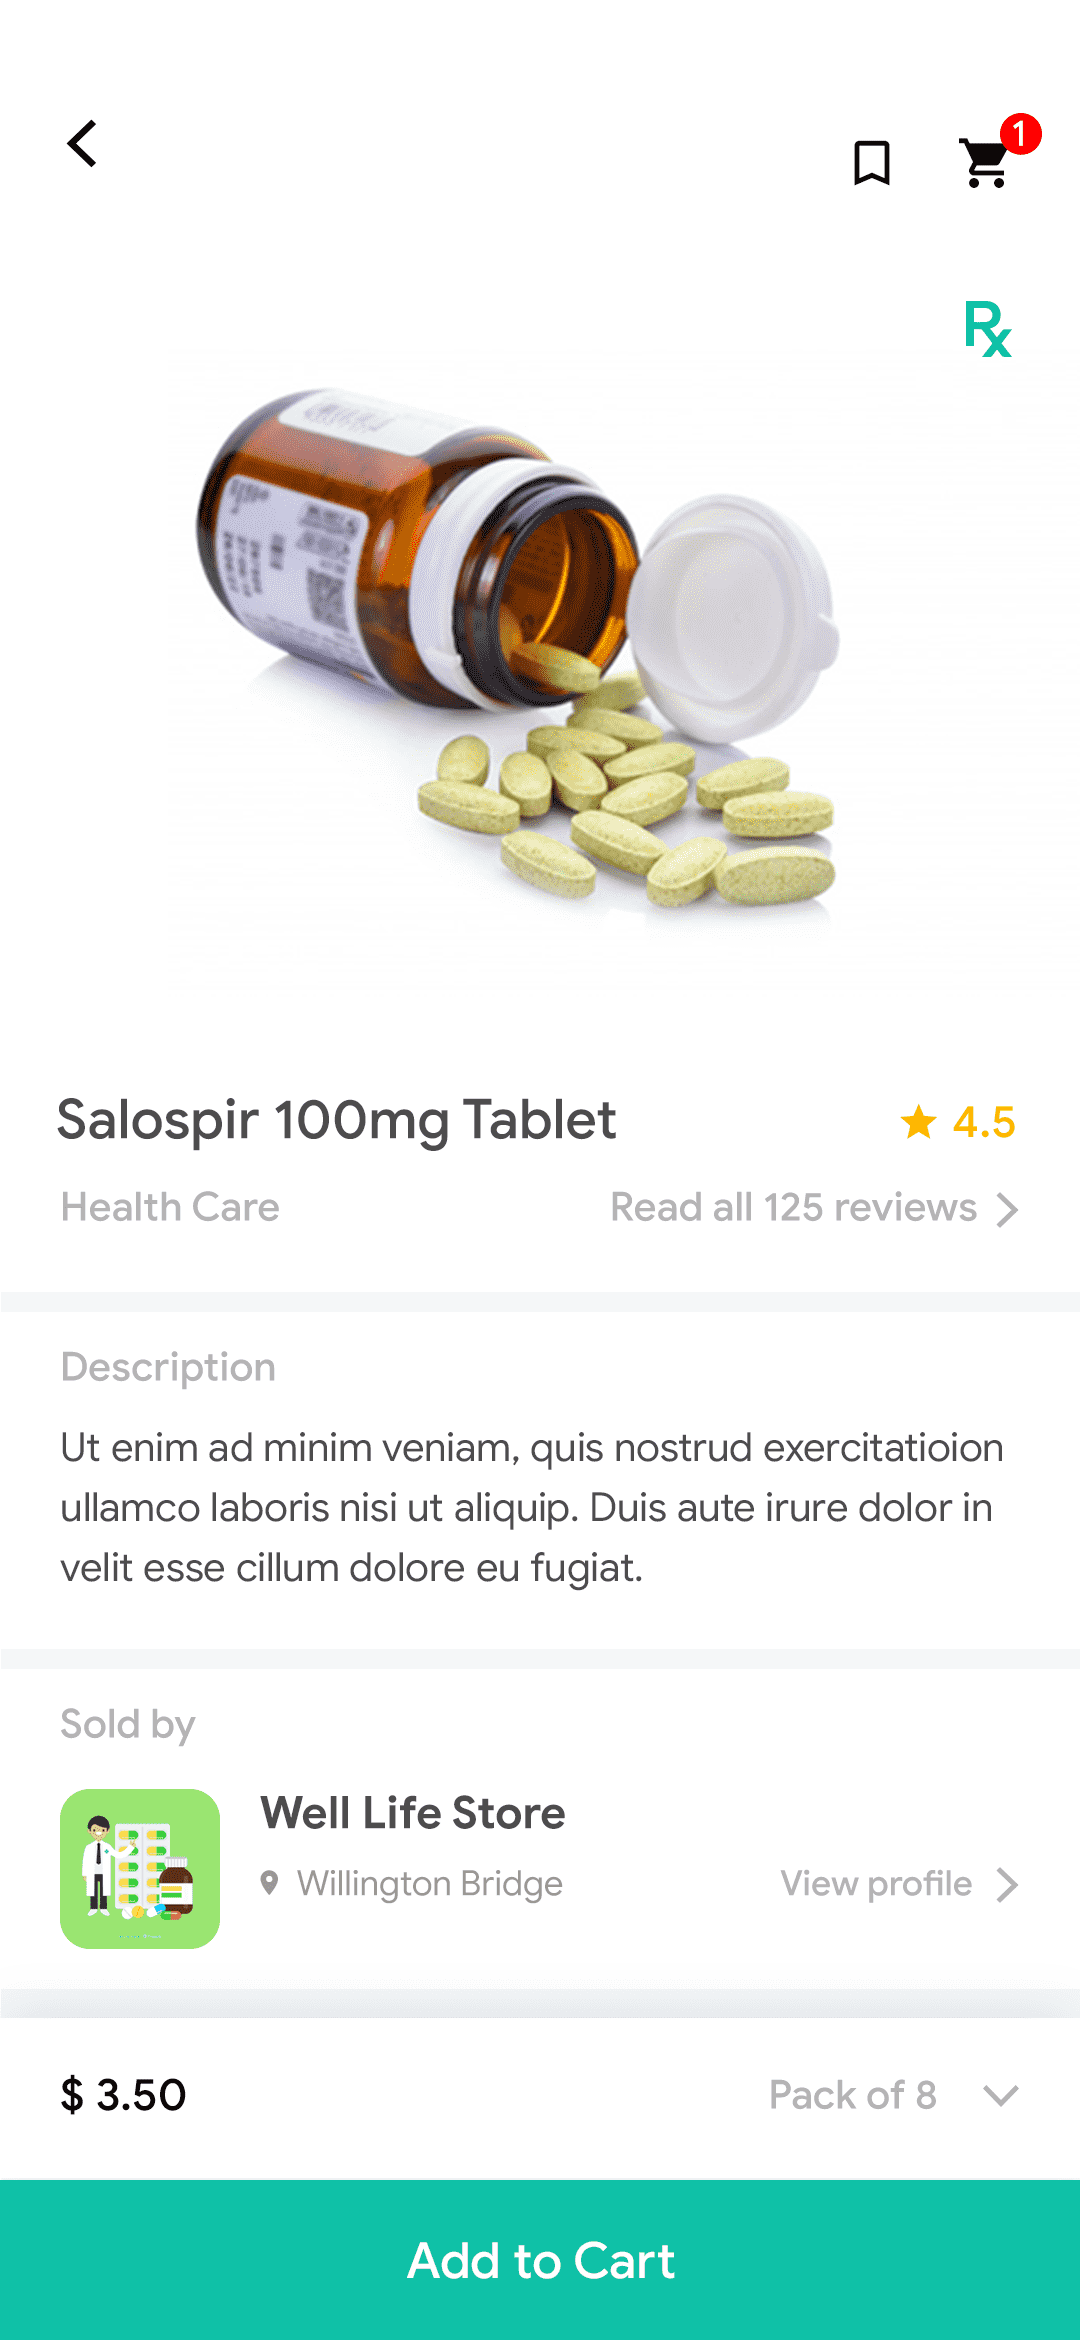 1
Rx
Salospir 100mg Tablet
4.5
Health Care
Read all 125 reviews
Description
Ut enim ad minim veniam, quis nostrud exercitatioion
ullamco laboris nisi ut aliquip. Duis aute irure dolor in
velit esse cillum dolore eu fugiat.
Sold by
Well Life Store
Willington Bridge
View profile
$ 3.50
Pack of 8
Add to Cart